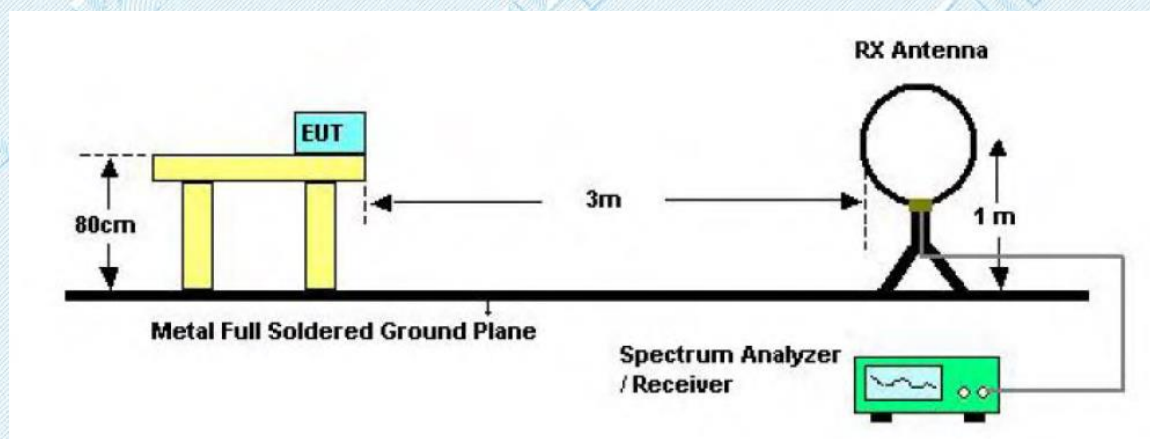 RX Antenna
EUT
3m
80cm
1 m
Metal Full Soldered Ground Plane
Spectrum Analyzer
/ Receiver